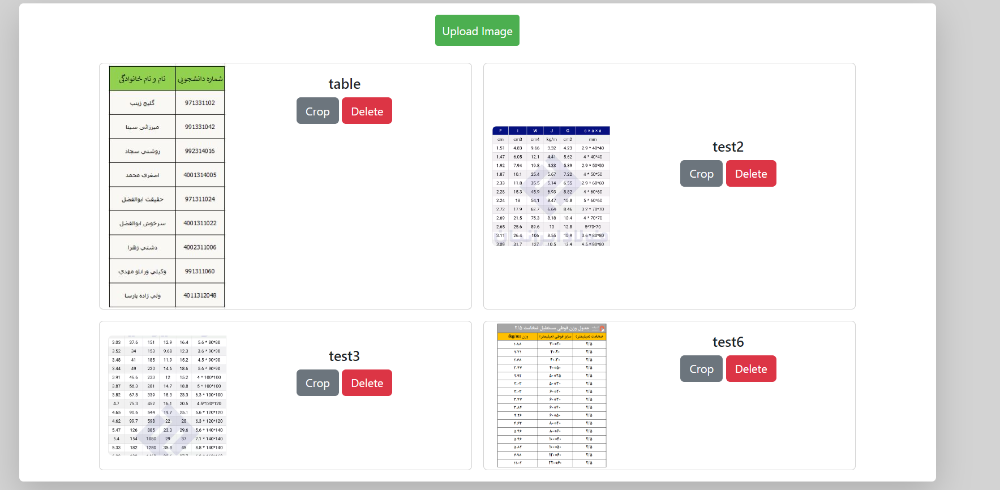 Upload Image
نام و نام خانوادگی شماره دانشجویی
گلیج زینب 971331102
میرزائي سینا 991331042
روشني سجاد 992314016
اصغري محمد 4001314005
حقیقت ابوالفضل 971311024
سرخوش ابوالفضل 4001311022
دشتي زهرا 4002311006
وکیلي ورانلو مهدي 991311060
ولي زاده پارسا 4011312048
table
Crop Delete
F i W J G s × a × a
cm cm3 cm4 kg/m cm2 mm
1.51 4.83 9.66 3.32 4.23 2.9 * 40*40
1.47 6.05 12.1 4.41 5.62 4 * 40*40
1.92 7.94 19.8 4.23 5.39 2.9 * 50*50
1.87 10.1 25.4 5.67 7.22 4 * 50*50
2.33 11.8 35.5 5.14 6.55 2.9 * 60*60
2.28 15.3 45.9 6.93 8.82 4 * 60*60
2.24 18 54.1 8.47 10.8 5 * 60*60
2.72 17.9 62.7 6.64 8.46 3.2 * 70*70
2.69 21.5 75.3 8.18 10.4 4 * 70*70
2.65 25.6 89.6 10 12.8 5*70*70
3.11 26.4 106 8.55 10.9 3.6 * 80*80
3.08 31.7 127 10.5 13.4 4.5 * 80*80
test2
Crop Delete
3.03 37.6 151 12.9 16.4 5.6 * 80*80
3.52 34 153 9.68 12.3 3.6 * 90*90
3.48 41 185 11.9 15.2 4.5 * 90*90
3.44 49 220 14.6 18.6 5.6 * 90*90
3.91 46.6 233 12 15.2 4 * 100*100
3.87 56.3 281 14.7 18.8 5 * 100*100
3.82 67.8 339 18.3 23.3 6.3 * 100*100
4.7 75.3 452 16.1 20.5 4.5*120*120
4.65 90.6 544 19.7 25.1 5.6 * 120*120
4.62 99.7 598 22 28 6.3 * 120*120
5.47 126 885 23.3 29.6 5.6 * 140*140
5.4 154 1080 29 37 7.1 * 140*140
5.33 182 1280 35.3 45 8.8 * 140*140
test3
Crop Delete
جدول وزن قوطی مستطیل ضخامت ۲/۵
ضخامت (میلیمتر) سایز قوطی (میلیمتر) وزن (kg/m)
۲/۵ ۳۰*۲۰ ۱.۸۸
۲/۵ ۴۰.۲۰ ۲.۲۱
۲/۵ ۴۰.۳۰ ۲.۶۸
۲/۵ ۴۰*۵۰ ۳.۴۷
۲/۵ ۵۰*۲۵ ۲.۹۲
۲/۵ ۵۰*۳۰ ۳.۰۳
۲/۵ ۶۰*۲۰ ۳.۰۳
۲/۵ ۶۰*۳۰ ۳.۴۷
۲/۵ ۶۰*۴۰ ۳.۸۴
۲/۵ ۶۰*۵۰ ۴.۲۶
۲/۵ ۸۰*۴۰ ۴.۶۳
۲/۵ ۸۰*۶۰ ۵.۴۶
۲/۵ ۱۰۰*۴۰ ۵.۴۶
۲/۵ ۱۰۰*۵۰ ۵.۸۲
۲/۵ ۱۲۰*۶۰ ۶.۹۸
۲/۵ ۲۲۰*۶۰ ۱۱.۰۲
test6
Crop Delete